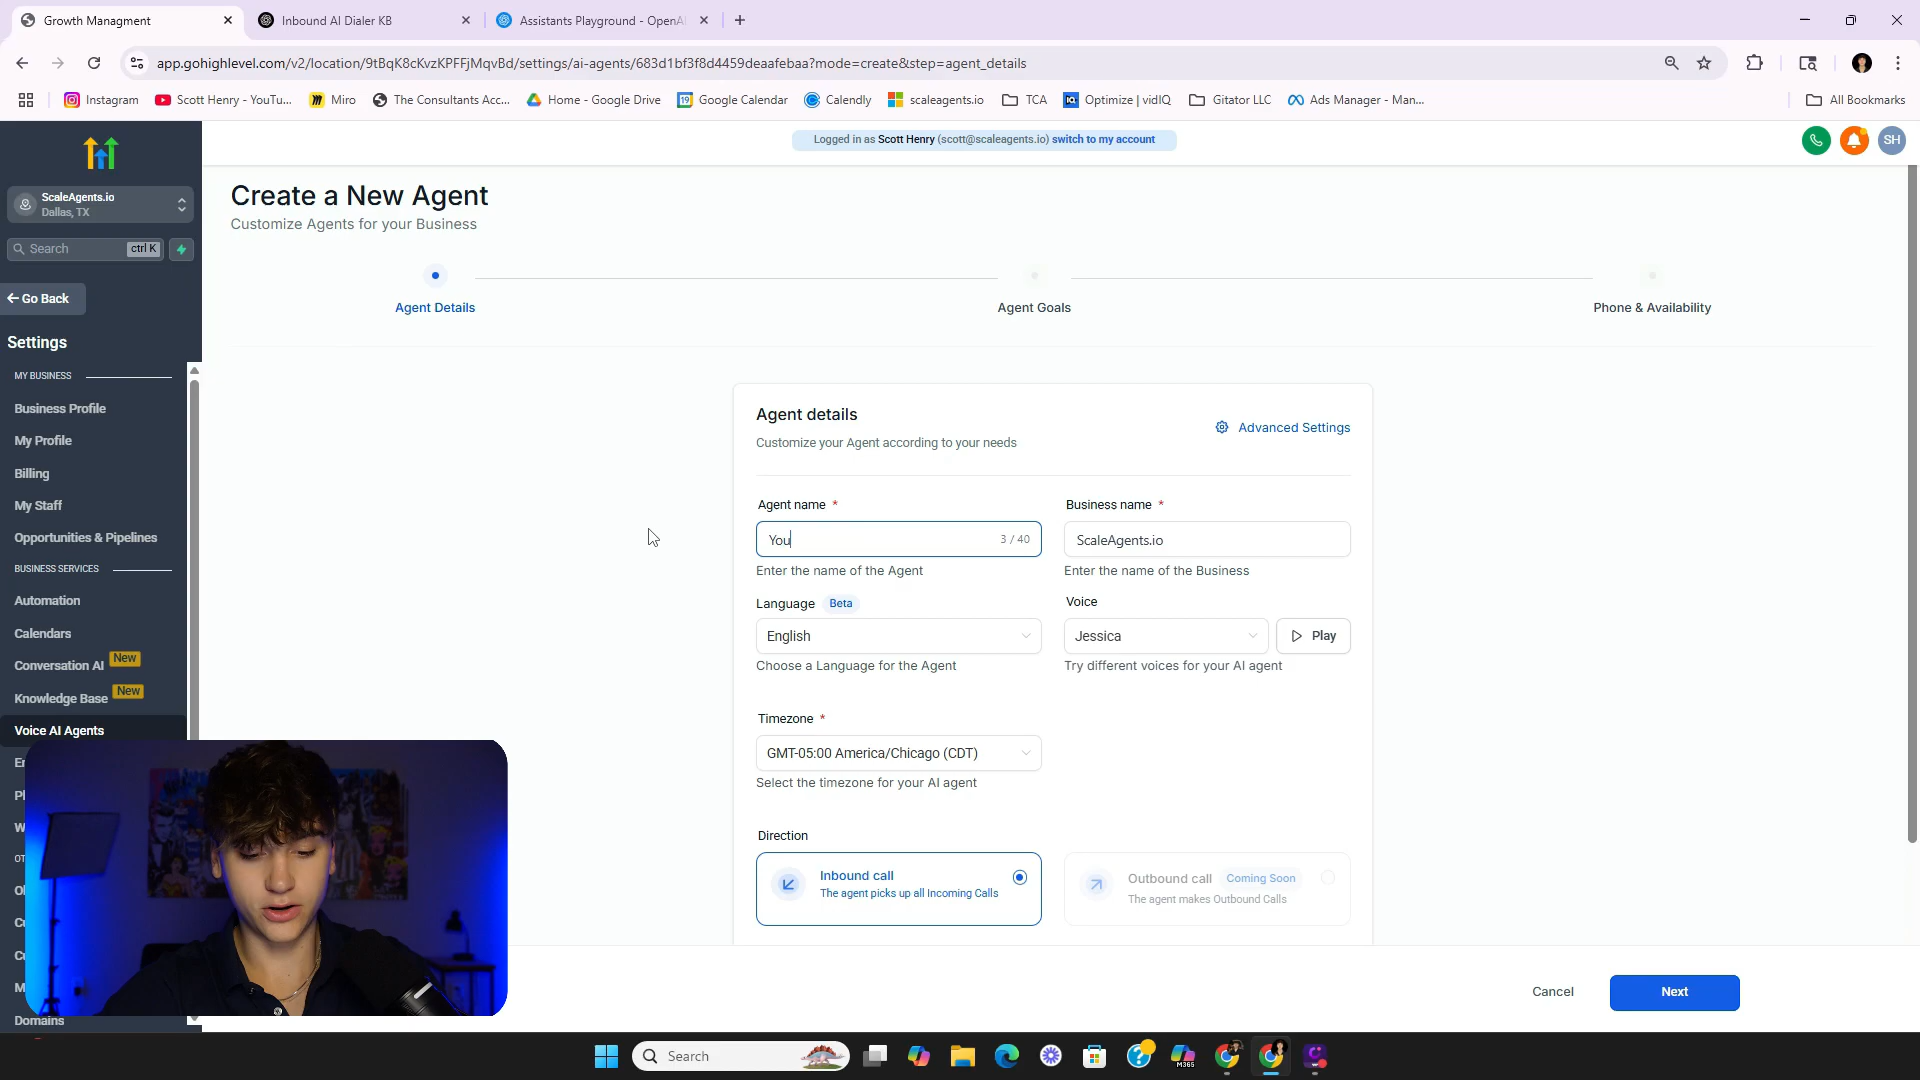 Growth Managment
Inbound AI Dialer KB
Assistants Playground - OpenA
app.gohighlevel.com/v2/location/9tBqK8cKvzKPFFjMqvBd/settings/ai-agents/683d1bf3f8d4459deaafebaa?mode=create&step=agent_details
Instagram
Scott Henry - YouTu...
Miro
The Consultants Acc...
Home - Google Drive
Google Calendar
Calendly
scaleagents.io
TCA
Optimize | vidIQ
Gitator LLC
Ads Manager - Man...
All Bookmarks
Logged in as Scott Henry (scott@scaleagents.io) switch to my account
SH
ScaleAgents.io
Dallas, TX
Search
ctrl K
Go Back
Settings
MY BUSINESS
Business Profile
My Profile
Billing
My Staff
Opportunities & Pipelines
BUSINESS SERVICES
Automation
Calendars
Conversation AI New
Knowledge Base New
Voice AI Agents
Domains
Create a New Agent
Customize Agents for your Business
Agent Details
Agent Goals
Phone & Availability
Agent details
Customize your Agent according to your needs
Advanced Settings
Agent name *
You
3 / 40
Enter the name of the Agent
Business name *
ScaleAgents.io
Enter the name of the Business
Language Beta
English
Choose a Language for the Agent
Voice
Jessica
Play
Try different voices for your AI agent
Timezone *
GMT-05:00 America/Chicago (CDT)
Select the timezone for your AI agent
Direction
Inbound call
The agent picks up all Incoming Calls
Outbound call Coming Soon
The agent makes Outbound Calls
Cancel
Next
Search
M365